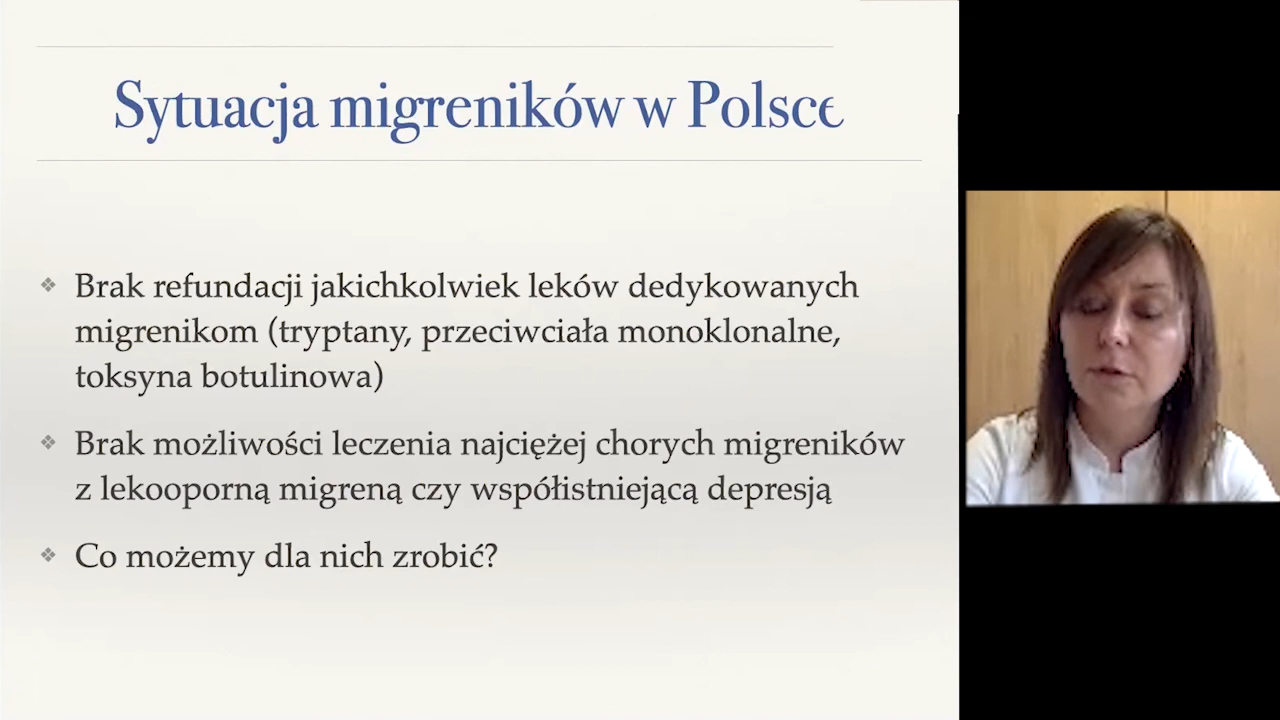 Sytuacja migreników w Polsce
❖ Brak refundacji jakichkolwiek leków dedykowanych
migrenikom (tryptany, przeciwciała monoklonalne,
toksyna botulinowa)
❖ Brak możliwości leczenia najciężej chorych migreników
z lekooporną migreną czy współistniejącą depresją
❖ Co możemy dla nich zrobić?